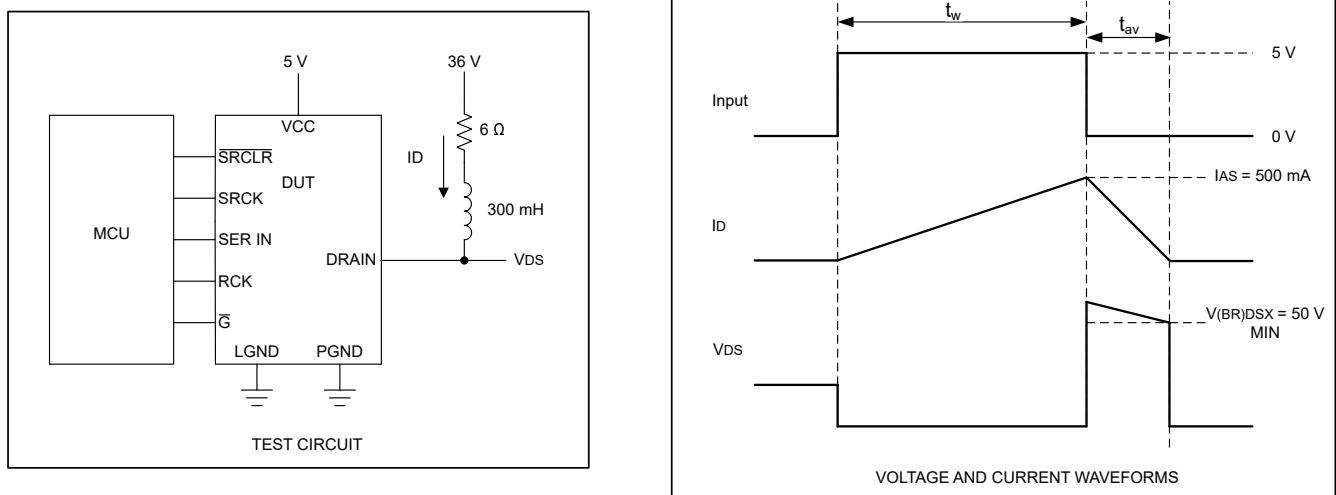 5 V
36 V
VCC
6 Ω
SRCLR
ID
DUT
SRCK
300 mH
MCU
SER IN
DRAIN
VDS
RCK
G
LGND
PGND
TEST CIRCUIT
tw
tav
5 V
Input
0 V
IAS = 500 mA
ID
V(BR)DSX = 50 V
MIN
VDS
VOLTAGE AND CURRENT WAVEFORMS